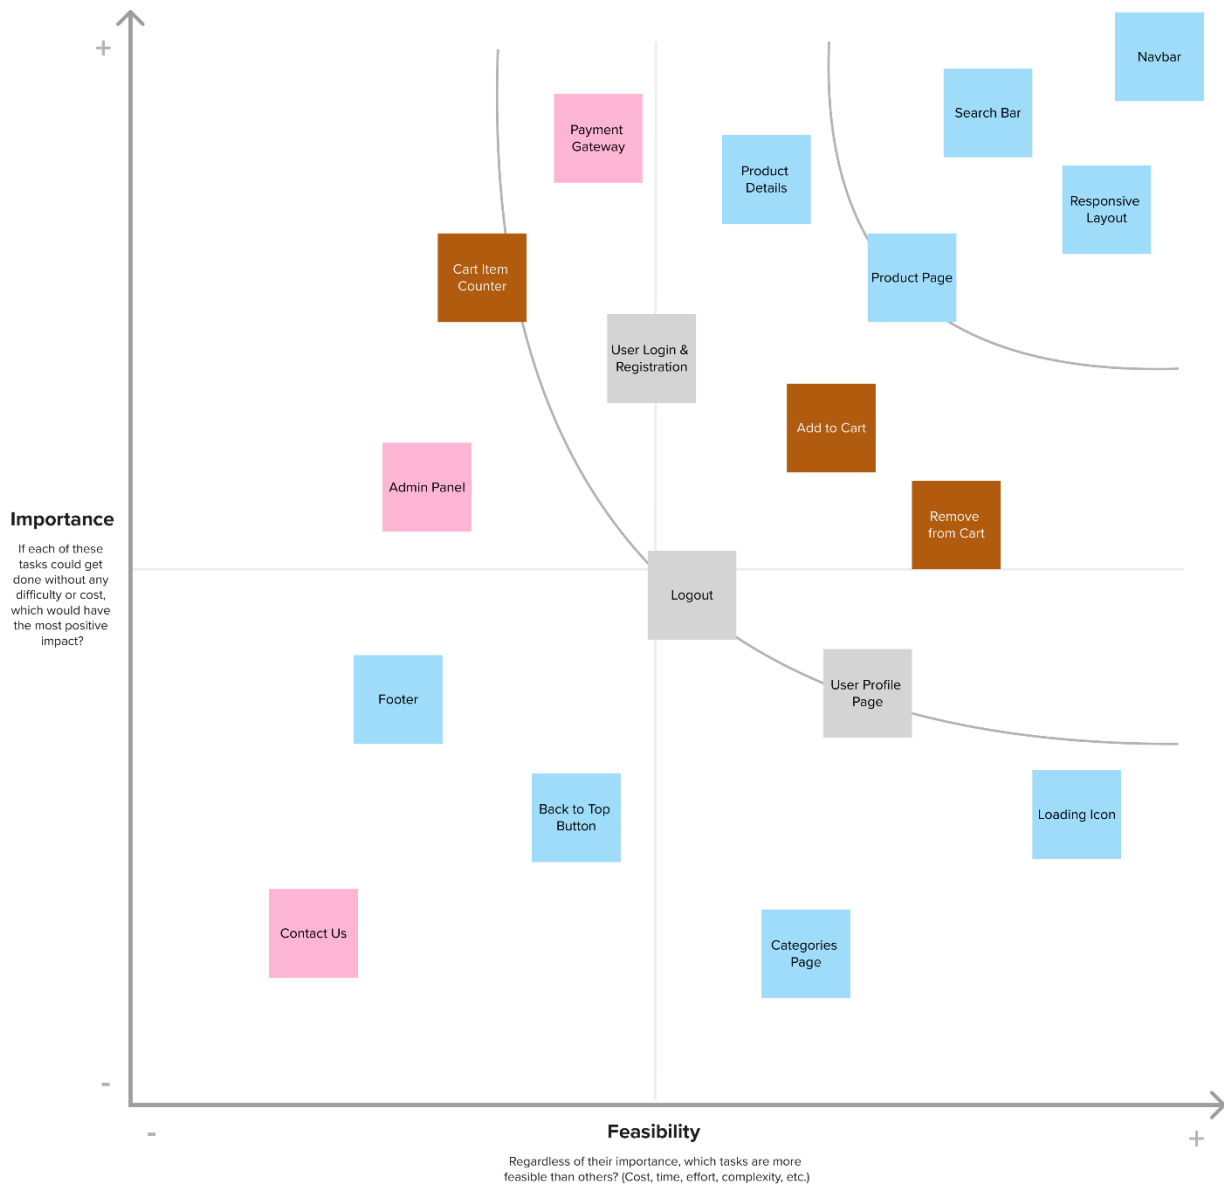 +
Navbar
Search Bar
Payment
Gateway
Product
Details
Responsive
Layout
Cart Item
Counter
Product Page
User Login &
Registration
Add to Cart
Admin Panel
Remove
from Cart
Importance
If each of these
tasks could get
done without any
difficulty or cost,
which would have
the most positive
impact?
Logout
User Profile
Page
Footer
Back to Top
Button
Loading Icon
Contact Us
Categories
Page
-
-
Feasibility
+
Regardless of their importance, which tasks are more
feasible than others? (Cost, time, effort, complexity, etc.)